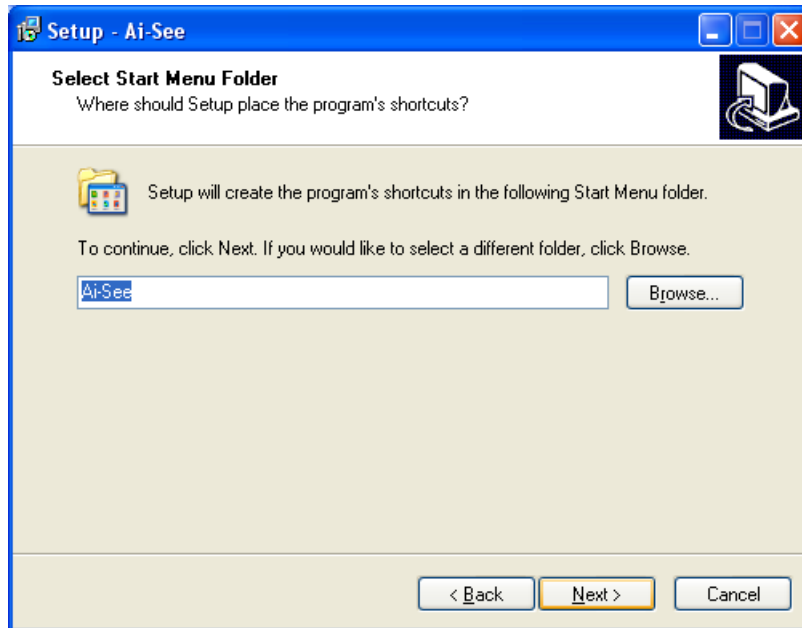 Setup - Ai-See
Select Start Menu Folder
Where should Setup place the program's shortcuts?
Setup will create the program's shortcuts in the following Start Menu folder.
To continue, click Next. If you would like to select a different folder, click Browse.
Ai-See
Browse...
< Back
Next >
Cancel